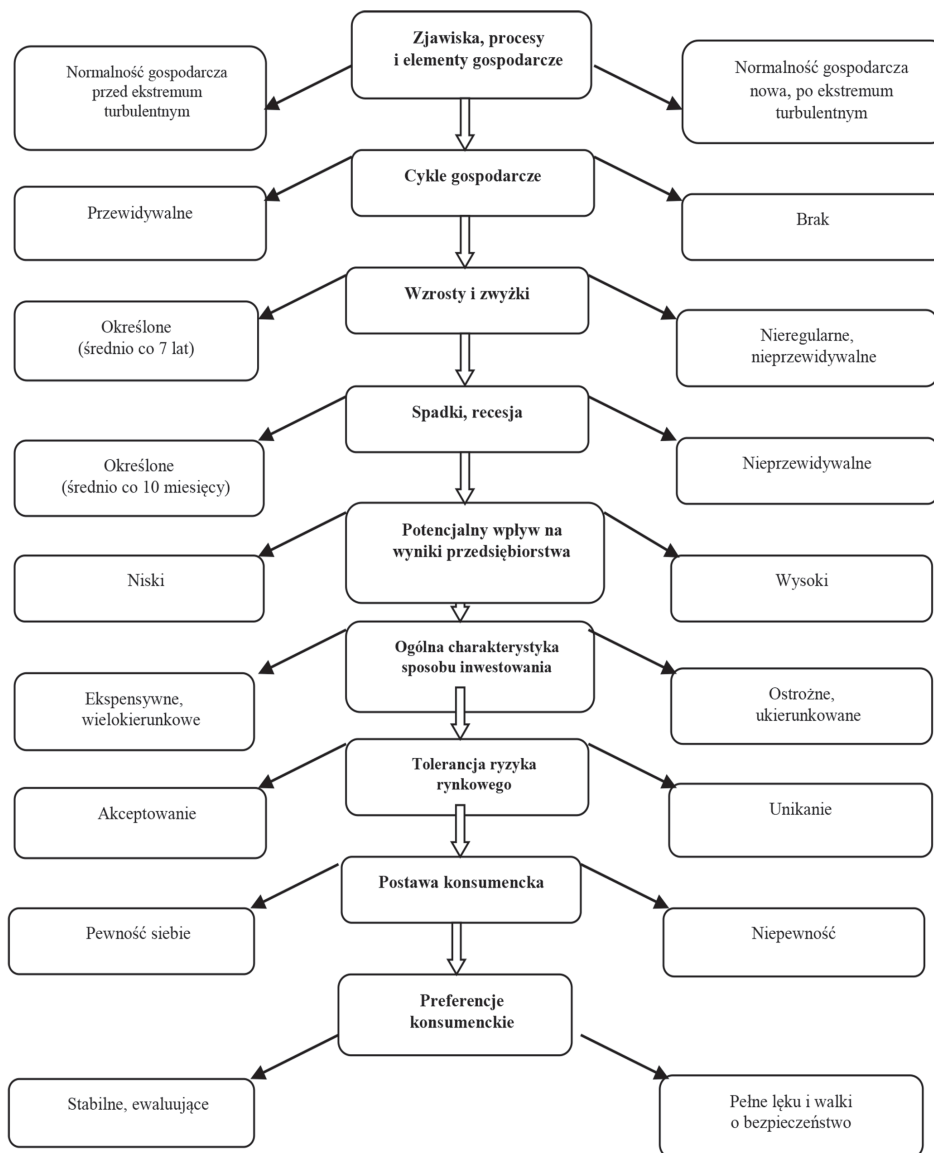 Zjawiska, procesy
i elementy gospodarcze
Normalność gospodarcza
przed ekstremum
turbulentnym
Normalność gospodarcza
nowa, po ekstremum
turbulentnym
Cykle gospodarcze
Przewidywalne
Brak
Wzrosty i zwyżki
Określone
(średnio co 7 lat)
Nieregularne,
nieprzewidywalne
Spadki, recesja
Określone
(średnio co 10 miesięcy)
Nieprzewidywalne
Potencjalny wpływ na
wyniki przedsiębiorstwa
Niski
Wysoki
Ogólna charakterystyka
sposobu inwestowania
Ekspensywne,
wielokierunkowe
Ostrożne,
ukierunkowane
Tolerancja ryzyka
rynkowego
Akceptowanie
Unikanie
Postawa konsumencka
Pewność siebie
Niepewność
Preferencje
konsumenckie
Stabilne, ewaluujące
Pełne lęku i walki
o bezpieczeństwo